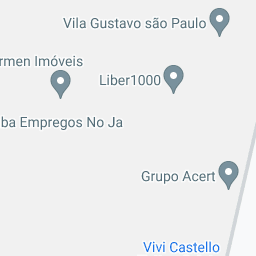 Vila Gustavo são Paulo
rmen Imóveis
Liber1000
ba Empregos No Ja
Grupo Acert
Vivi Castello